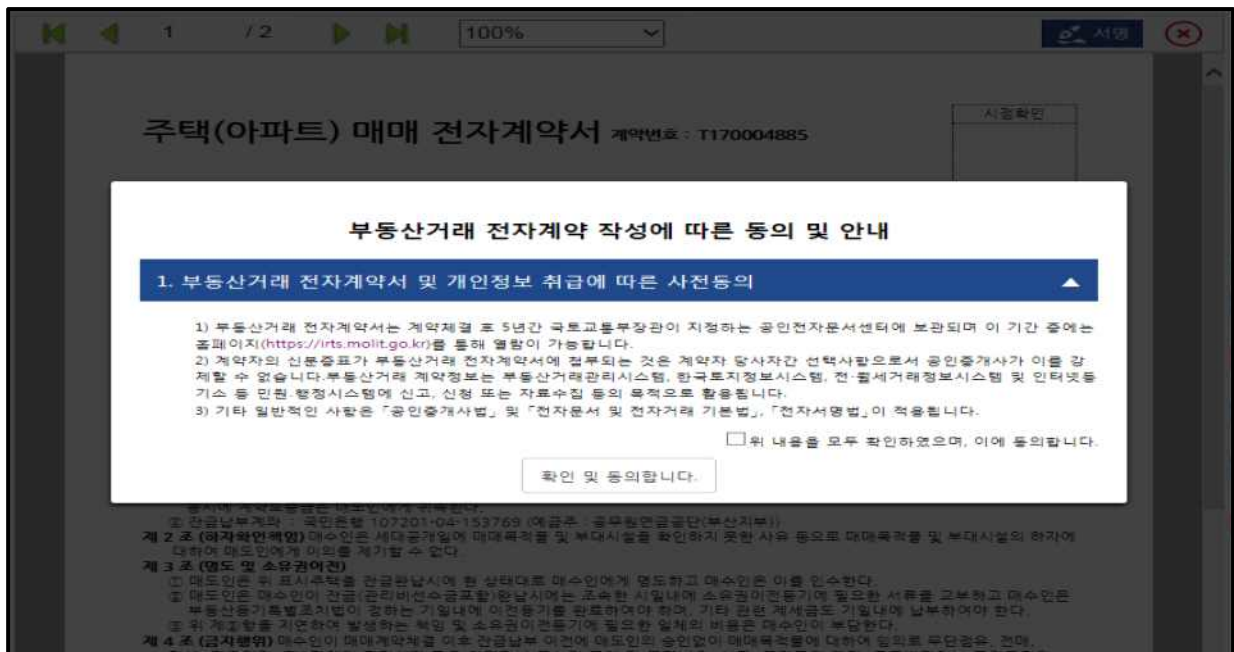 1 / 2 100% 서명
주택(아파트) 매매 전자계약서 계약번호 : T170004885
시점확인
부동산거래 전자계약 작성에 따른 동의 및 안내
1. 부동산거래 전자계약서 및 개인정보 취급에 따른 사전동의
1) 부동산거래 전자계약서는 계약체결 후 5년간 국토교통부장관이 지정하는 공인전자문서센터에 보관되며 이 기간 중에는
홈페이지(https://irts.molit.go.kr)를 통해 열람이 가능합니다.
2) 계약자의 신분증표가 부동산거래 전자계약서에 첨부되는 것은 계약자 당사자간 선택사항으로서 공인중개사가 이를 강
제할 수 없습니다.부동산거래 계약정보는 부동산거래관리시스템, 한국토지정보시스템, 전·월세거래정보시스템 및 인터넷등
기소 등 민원·행정시스템에 신고, 신청 또는 자료수집 등의 목적으로 활용됩니다.
3) 기타 일반적인 사항은 「공인중개사법」 및 「전자문서 및 전자거래 기본법」, 「전자서명법」이 적용됩니다.
위 내용을 모두 확인하였으며, 이에 동의합니다.
확인 및 동의합니다.
② 잔금납부계좌 : 국민은행 107201-04-153769 (예금주 : 공무원연금공단(부산지부))
제 2 조 (하자확인책임) 매수인은 세대공개일에 매매목적물 및 부대시설을 확인하지 못한 사유 등으로 매매목적물 및 부대시설의 하자에
대하여 매도인에게 이의를 제기할 수 없다.
제 3 조 (명도 및 소유권이전)
① 매도인은 위 표시주택을 잔금완납시에 현 상태대로 매수인에게 명도하고 매수인은 이를 인수한다.
② 매도인은 매수인이 잔금(관리비선수금포함)완납시에는 조속한 시일내에 소유권이전등기에 필요한 서류를 교부하고 매수인은
부동산등기특별조치법이 정하는 기일내에 이전등기를 완료하여야 하며, 기타 관련 제세금도 기일내에 납부하여야 한다.
③ 위 제②항을 지연하여 발생하는 책임 및 소유권이전등기에 필요한 일체의 비용은 매수인이 부담한다.
제 4 조 (금지행위) 매수인이 매매계약체결 이후 잔금납부 이전에 매도인의 승인없이 매매목적물에 대하여 임의로 무단점유, 전매,